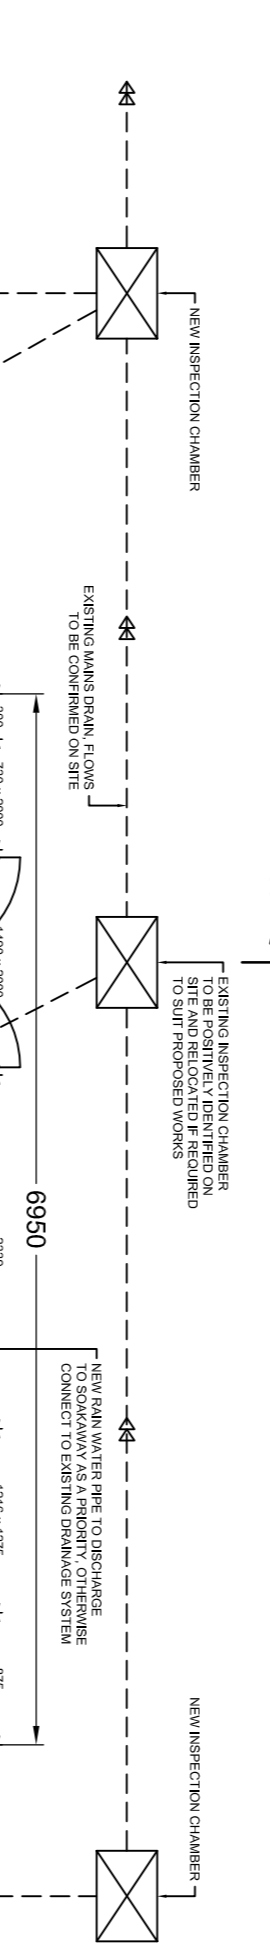 NEW INSPECTION CHAMBER
EXISTING MAINS DRAIN, FLOWS
TO BE CONFIRMED ON SITE
EXISTING INSPECTION CHAMBER
TO BE POSITIVELY IDENTIFIED ON
SITE AND RELOCATED IF REQUIRED
TO SUIT PROPOSED WORKS
6950
NEW RAIN WATER PIPE TO DISCHARGE
TO SOAKAWAY AS A PRIORITY, OTHERWISE
CONNECT TO EXISTING DRAINAGE SYSTEM
NEW INSPECTION CHAMBER